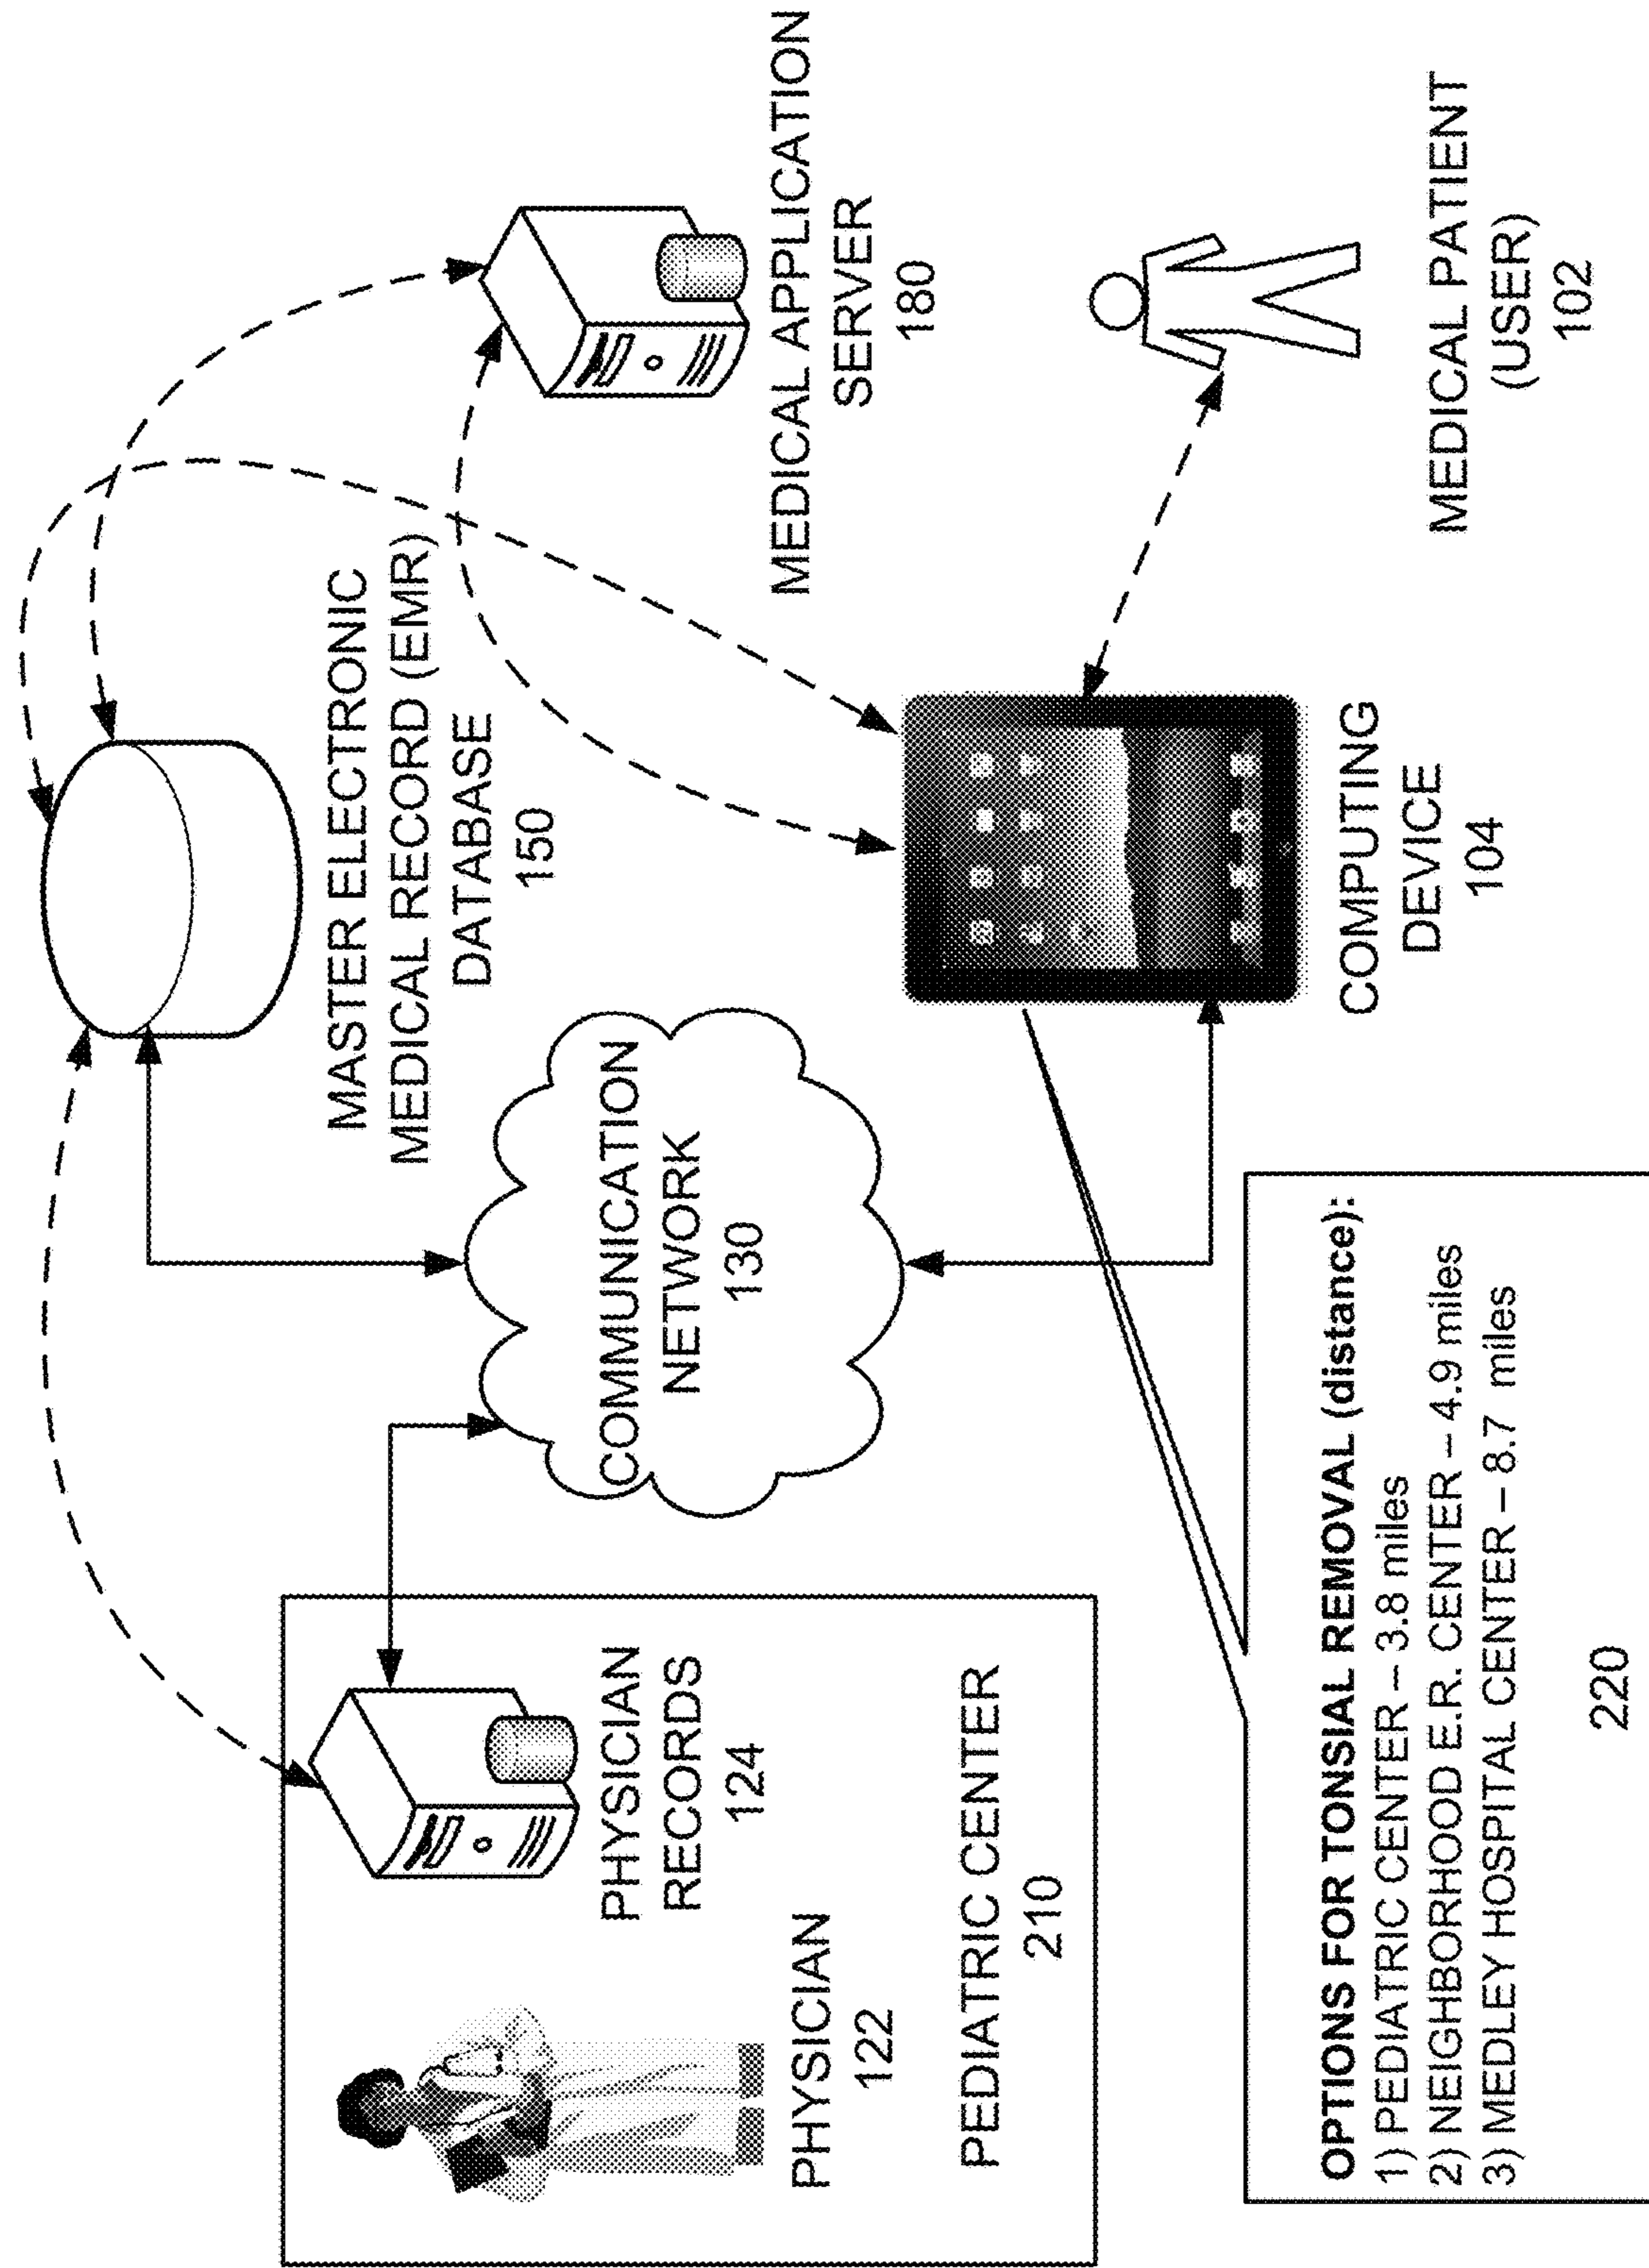 PHYSICIAN
RECORDS
124
PHYSICIAN
122
PEDIATRIC CENTER
210
COMMUNICATION
NETWORK
130
MASTER ELECTRONIC
MEDICAL RECORD (EMR)
DATABASE
150
MEDICAL APPLICATION
SERVER
180
COMPUTING
DEVICE
104
MEDICAL PATIENT
(USER)
102
OPTIONS FOR TONSIAL REMOVAL (distance):
1) PEDIATRIC CENTER – 3.8 miles
2) NEIGHBORHOOD E.R. CENTER – 4.9 miles
3) MEDLEY HOSPITAL CENTER – 8.7 miles
220